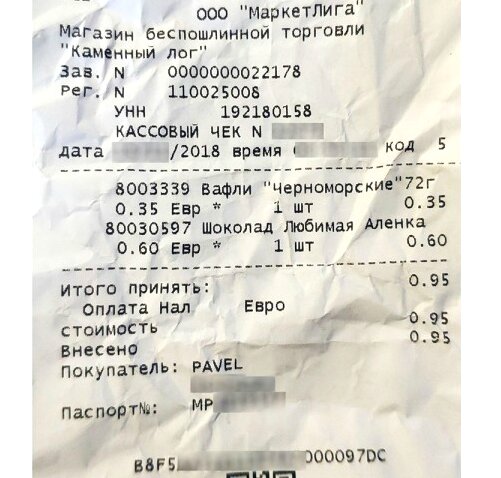 ООО "МаркетЛига"
Магазин беспошлинной торговли
"Каменный лог"
Зав. N 0000000022178
Рег. N 110025008
УНН 192180158
КАССОВЫЙ ЧЕК N
дата /2018 время код 5
8003339 Вафли "Черноморские"72г
0.35 Евр * 1 шт 0.35
80030597 Шоколад Любимая Аленка
0.60 Евр * 1 шт 0.60
Итого принять: 0.95
Оплата Нал Евро
стоимость 0.95
Внесено 0.95
Покупатель: PAVEL
Паспорт№: MP
B8F5 000097DC